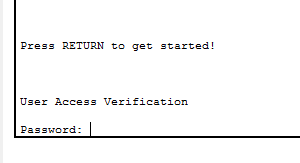 Press RETURN to get started!
User Access Verification
Password: